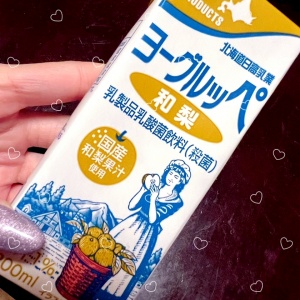 PRODUCTS
北海道日高乳業
ヨーグルッペ
和梨
乳製品乳酸菌飲料(殺菌)
国産
和梨果汁
使用
1%